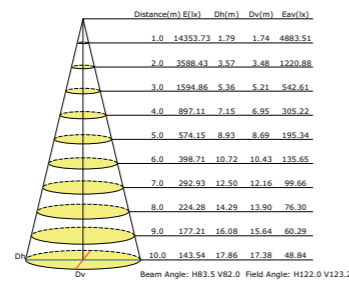 Distance(m) E(lx) Dh(m) Dv(m) Eav(lx)
1.0 14353.73 1.79 1.74 4883.51
2.0 3588.43 3.57 3.48 1220.88
3.0 1594.86 5.36 5.21 542.61
4.0 897.11 7.15 6.95 305.22
5.0 574.15 8.93 8.69 195.34
6.0 398.71 10.72 10.43 135.65
7.0 292.93 12.50 12.16 99.66
8.0 224.28 14.29 13.90 76.30
9.0 177.21 16.08 15.64 60.29
Dh 10.0 143.54 17.86 17.38 48.84
Dv Beam Angle: H83.5 V82.0 Field Angle: H122.0 V123.2